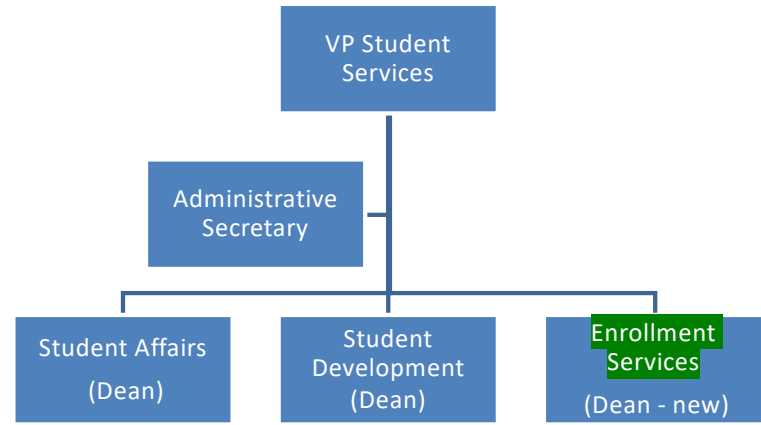 VP Student
Services
Administrative
Secretary
Student Affairs
(Dean)
Student
Development
(Dean)
Enrollment
Services
(Dean - new)